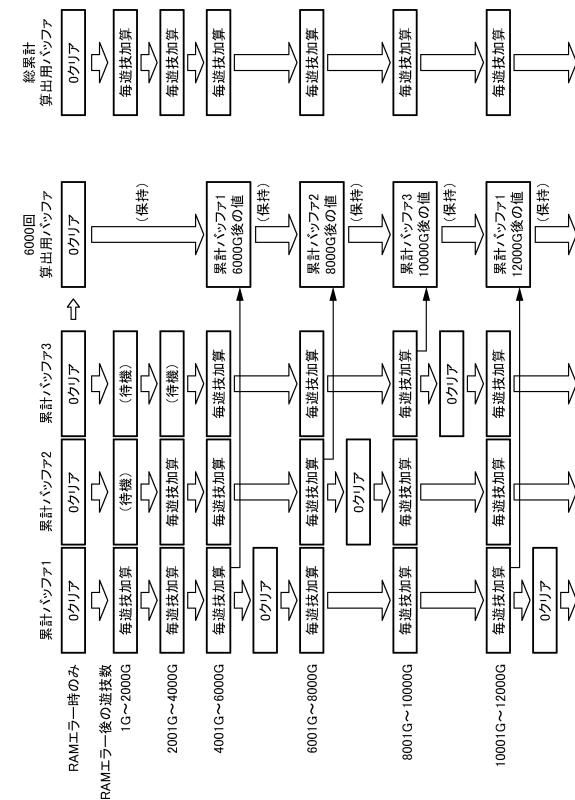 累計バッファ1
累計バッファ2
累計バッファ3
6000回
算出用バッファ
総累計
算出用バッファ
RAMエラー時のみ
0クリア
0クリア
0クリア
0クリア
0クリア
RAMエラー後の遊技数
1G～2000G
毎遊技加算
(待機)
(待機)
(保持)
毎遊技加算
2001G～4000G
毎遊技加算
毎遊技加算
(待機)
毎遊技加算
4001G～6000G
毎遊技加算
毎遊技加算
毎遊技加算
累計バッファ1
6000G後の値
毎遊技加算
0クリア
(保持)
6001G～8000G
毎遊技加算
毎遊技加算
毎遊技加算
累計バッファ2
8000G後の値
毎遊技加算
0クリア
(保持)
8001G～10000G
毎遊技加算
毎遊技加算
毎遊技加算
累計バッファ3
10000G後の値
毎遊技加算
0クリア
(保持)
10001G～12000G
毎遊技加算
毎遊技加算
毎遊技加算
累計バッファ1
12000G後の値
毎遊技加算
0クリア
(保持)